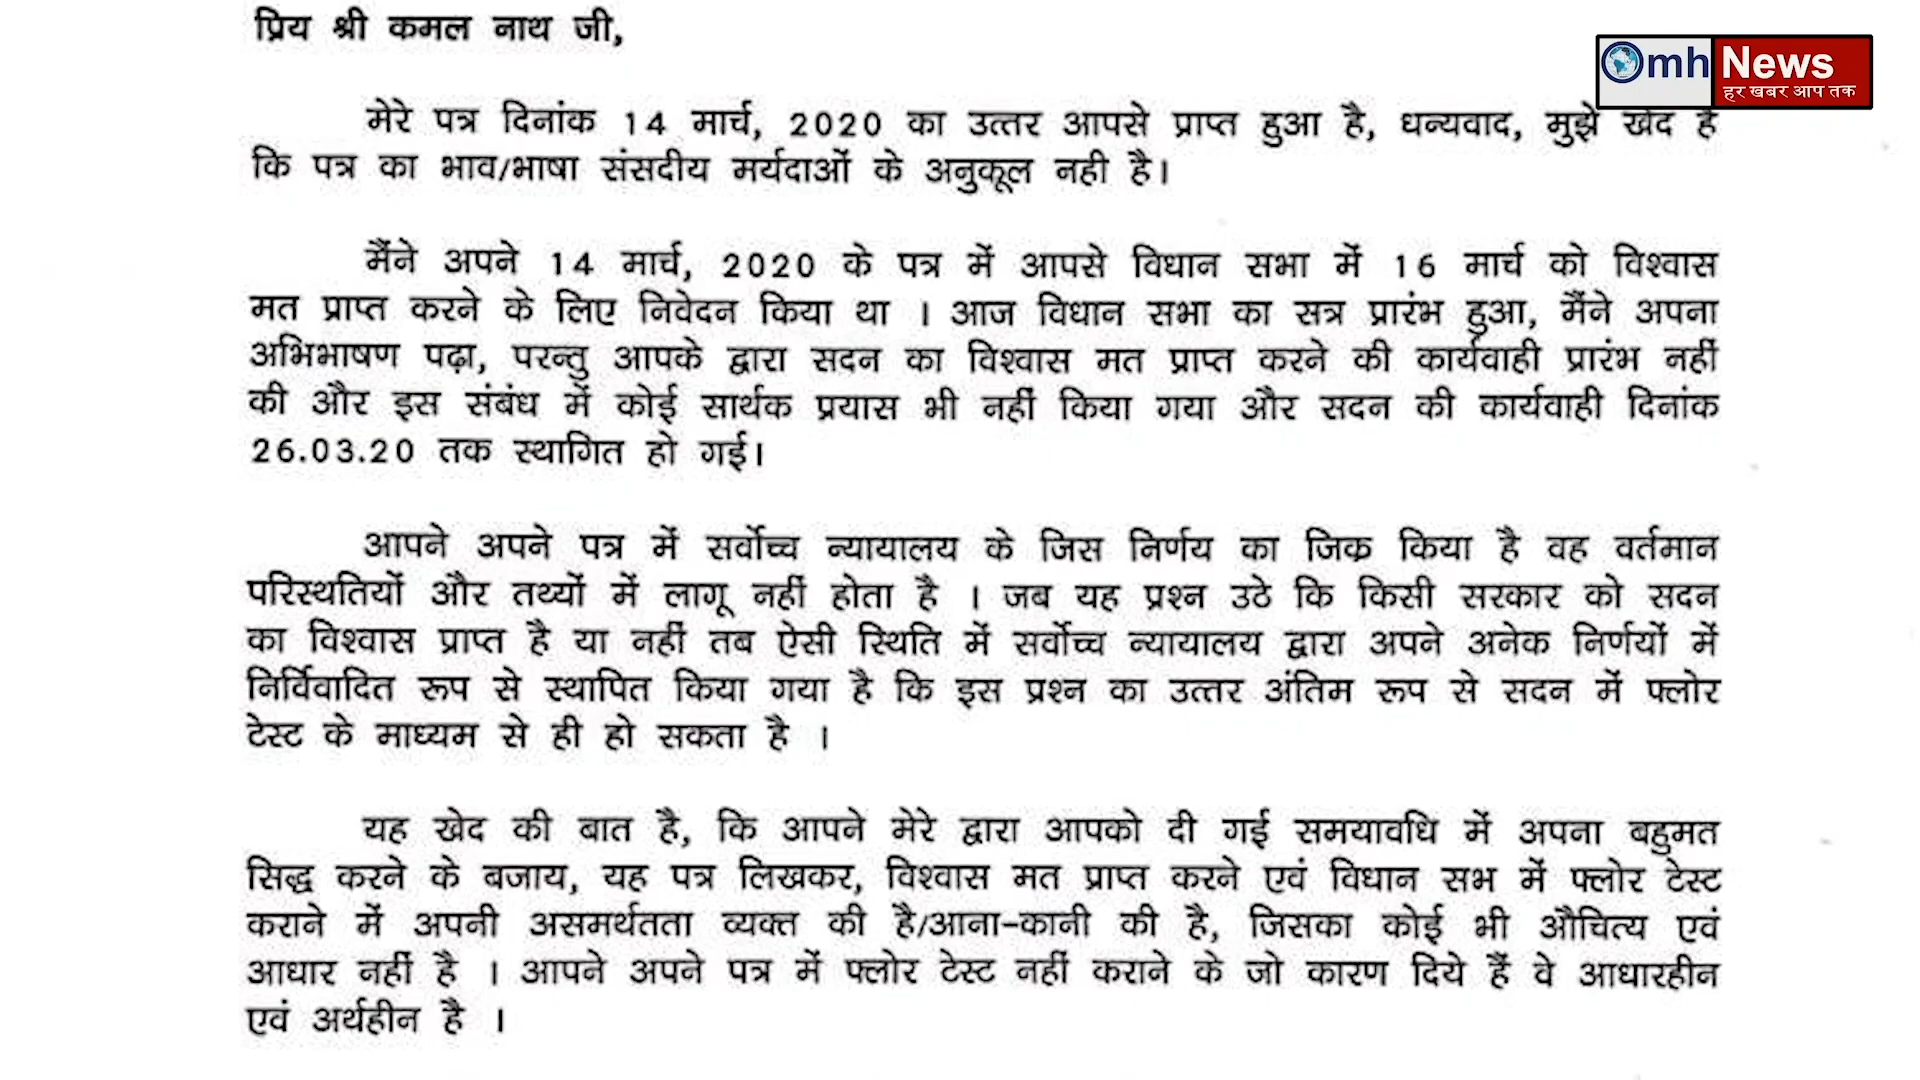 प्रिय श्री कमल नाथ जी,
mh News
हर खबर आप तक
मेरे पत्र दिनांक 14 मार्च, 2020 का उत्तर आपसे प्राप्त हुआ है, धन्यवाद, मुझे खेद है
कि पत्र का भाव/भाषा संसदीय मर्यदाओं के अनुकूल नही है।
मैंने अपने 14 मार्च, 2020 के पत्र में आपसे विधान सभा में 16 मार्च को विश्वास
मत प्राप्त करने के लिए निवेदन किया था । आज विधान सभा का सत्र प्रारंभ हुआ, मैंने अपना
अभिभाषण पढ़ा, परन्तु आपके द्वारा सदन का विश्वास मत प्राप्त करने की कार्यवाही प्रारंभ नहीं
की और इस संबंध में कोई सार्थक प्रयास भी नहीं किया गया और सदन की कार्यवाही दिनांक
26.03.20 तक स्थागित हो गई।
आपने अपने पत्र में सर्वोच्च न्यायालय के जिस निर्णय का जिक्र किया है वह वर्तमान
परिस्थतियों और तथ्यों में लागू नहीं होता है । जब यह प्रश्न उठे कि किसी सरकार को सदन
का विश्वास प्राप्त है या नहीं तब ऐसी स्थिति में सर्वोच्च न्यायालय द्वारा अपने अनेक निर्णयों में
निर्विवादित रूप से स्थापित किया गया है कि इस प्रश्न का उत्तर अंतिम रूप से सदन में फ्लोर
टेस्ट के माध्यम से ही हो सकता है ।
यह खेद की बात है, कि आपने मेरे द्वारा आपको दी गई समयावधि में अपना बहुमत
सिद्ध करने के बजाय, यह पत्र लिखकर, विश्वास मत प्राप्त करने एवं विधान सभ में फ्लोर टेस्ट
कराने में अपनी असमर्थतता व्यक्त की है/आना-कानी की है, जिसका कोई भी औचित्य एवं
आधार नहीं है । आपने अपने पत्र में फ्लोर टेस्ट नहीं कराने के जो कारण दिये हैं वे आधारहीन
एवं अर्थहीन है ।